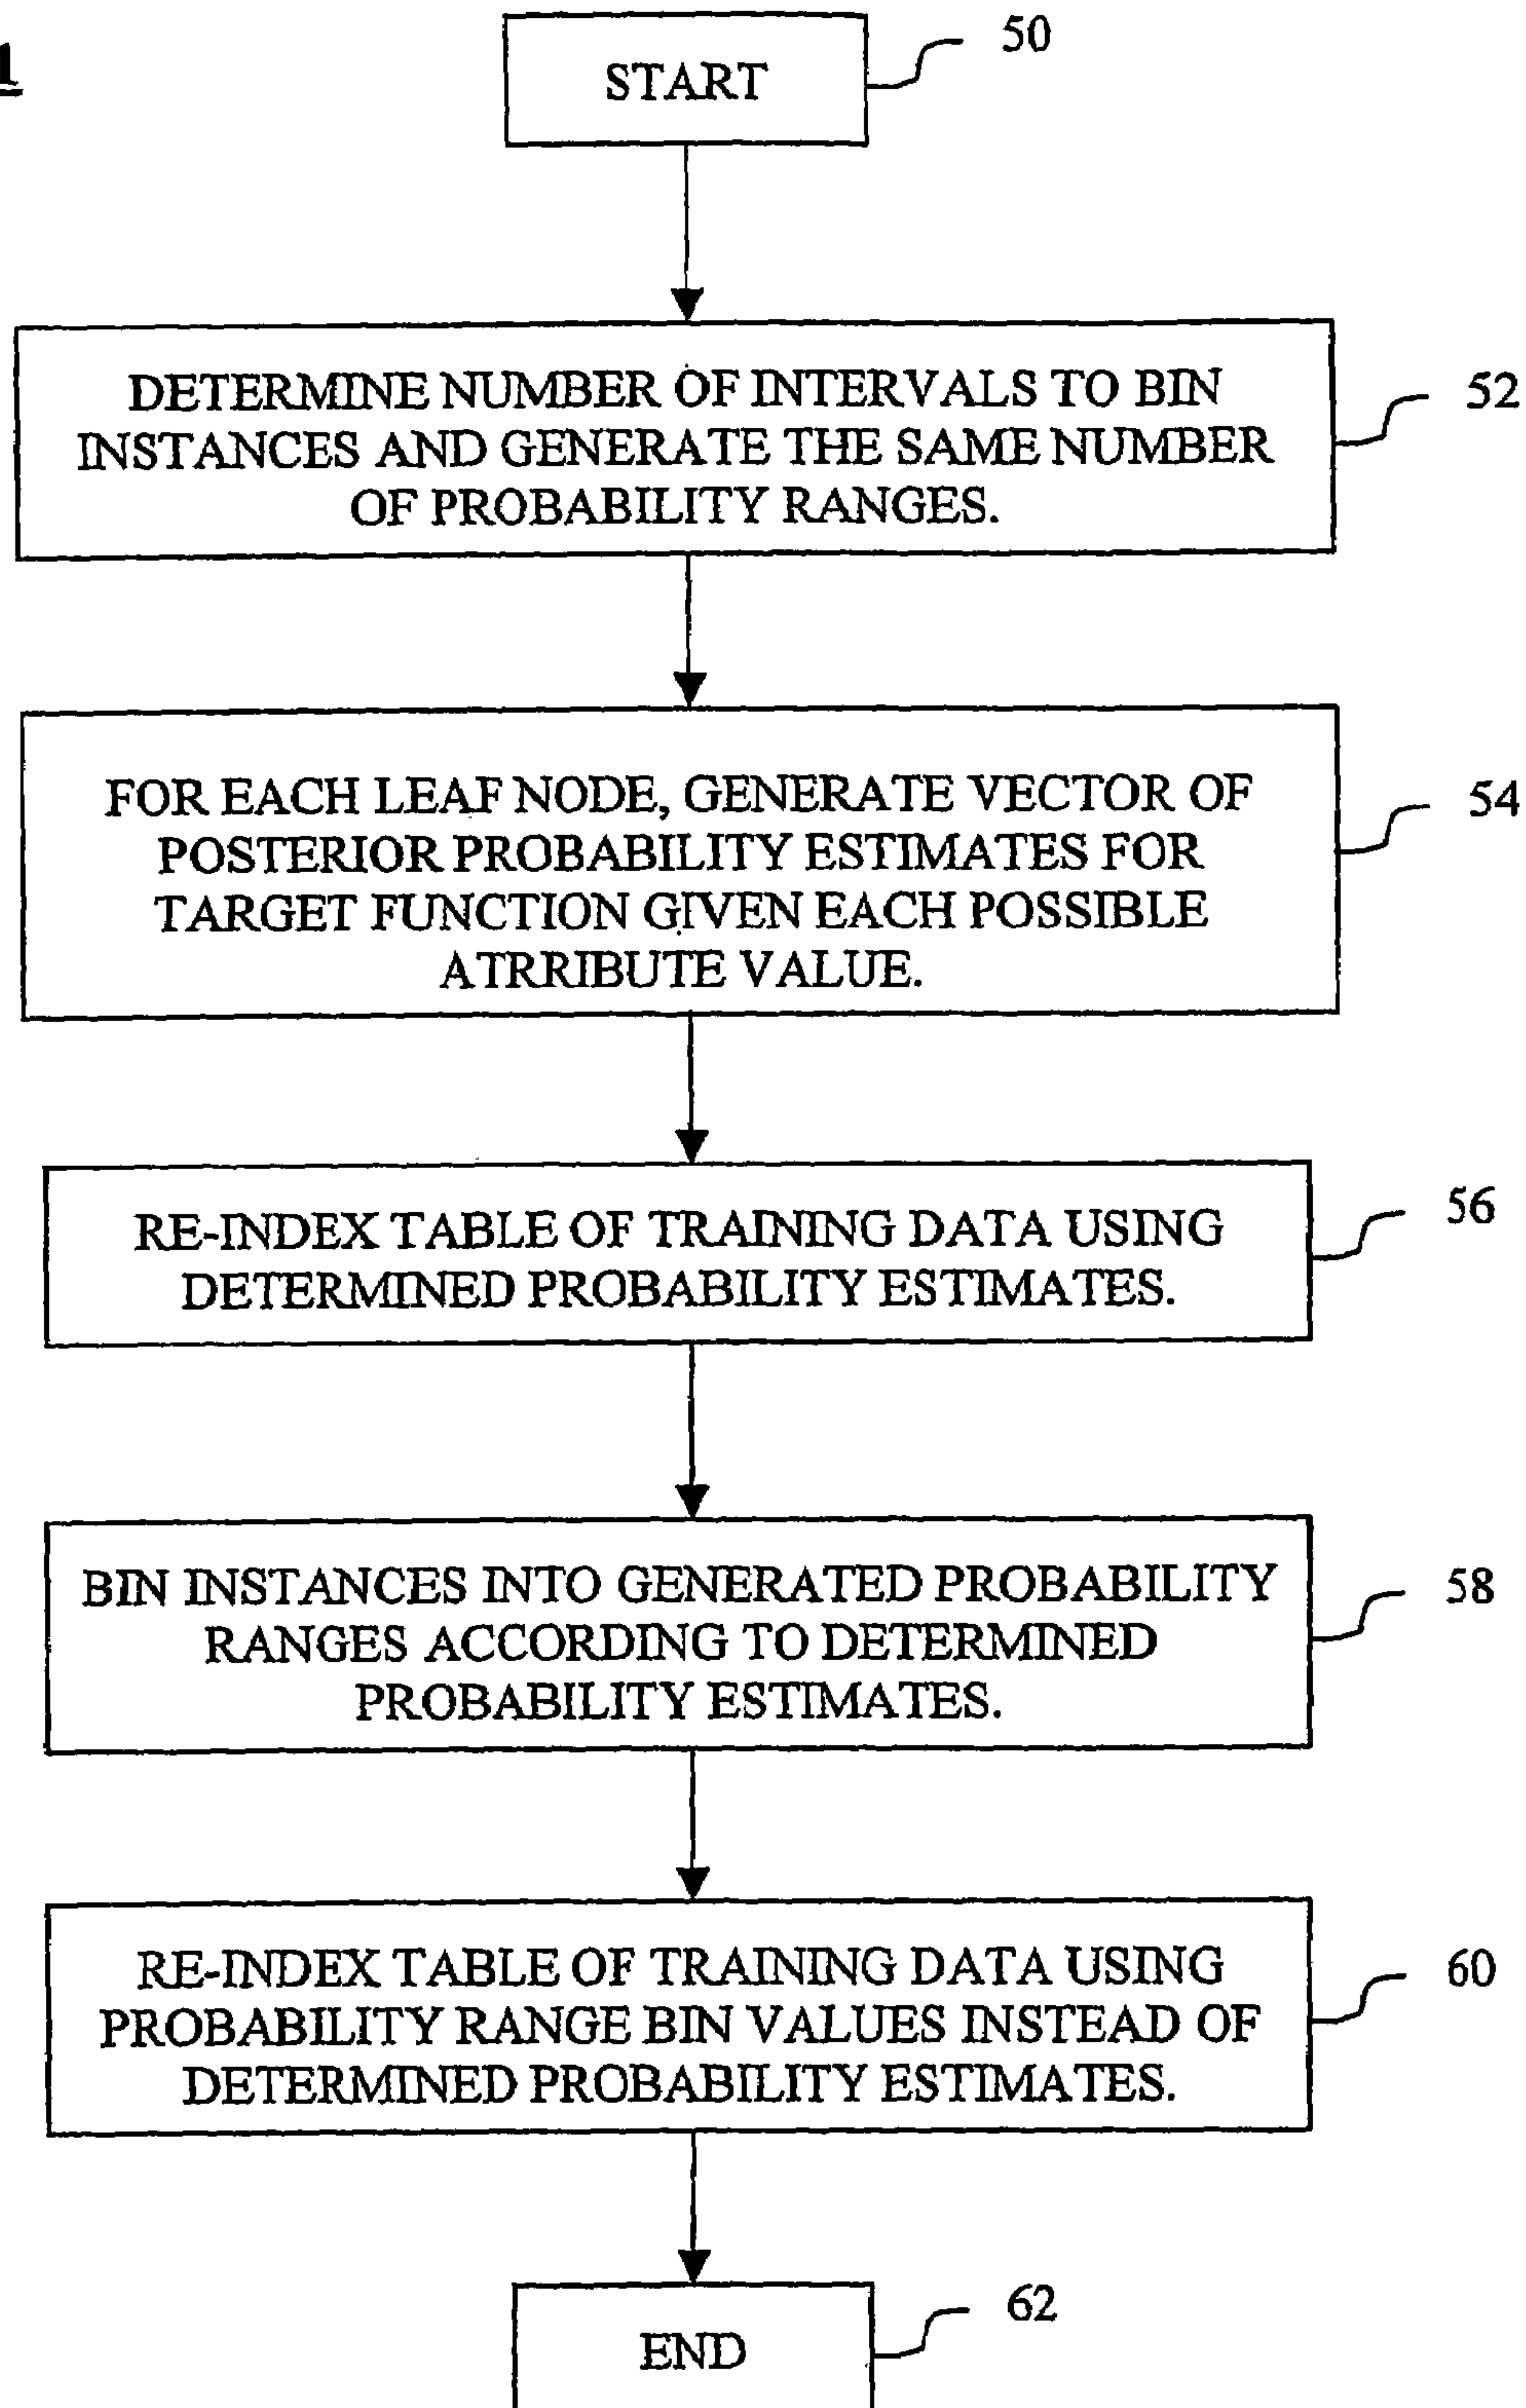 1
START
50
DETERMINE NUMBER OF INTERVALS TO BIN
INSTANCES AND GENERATE THE SAME NUMBER
OF PROBABILITY RANGES.
52
FOR EACH LEAF NODE, GENERATE VECTOR OF
POSTERIOR PROBABILITY ESTIMATES FOR
TARGET FUNCTION GIVEN EACH POSSIBLE
ATRRIBUTE VALUE.
54
RE-INDEX TABLE OF TRAINING DATA USING
DETERMINED PROBABILITY ESTIMATES.
56
BIN INSTANCES INTO GENERATED PROBABILITY
RANGES ACCORDING TO DETERMINED
PROBABILITY ESTIMATES.
58
RE-INDEX TABLE OF TRAINING DATA USING
PROBABILITY RANGE BIN VALUES INSTEAD OF
DETERMINED PROBABILITY ESTIMATES.
60
END
62